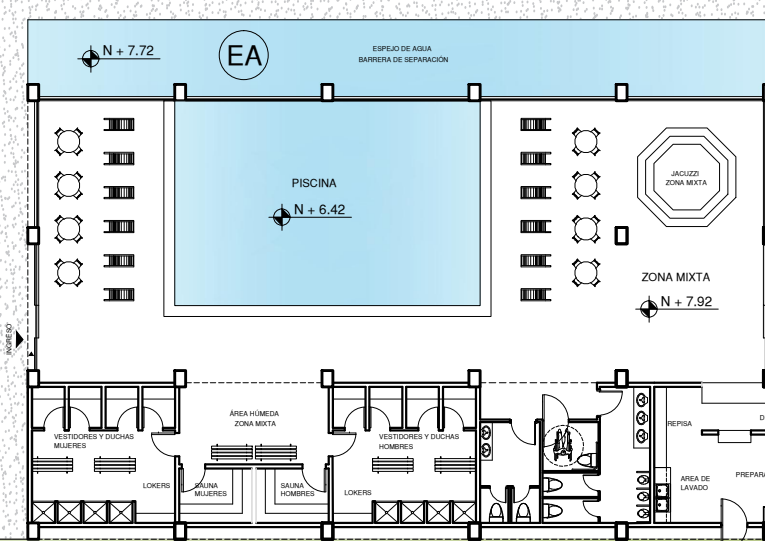 N + 7.72
EA
ESPEJO DE AGUA
BARRERA DE SEPARACIÓN
PISCINA
N + 6.42
JACUZZI
ZONA MIXTA
ZONA MIXTA
N + 7.92
INGRESO
ÁREA HÚMEDA
ZONA MIXTA
VESTIDORES Y DUCHAS
MUJERES
VESTIDORES Y DUCHAS
HOMBRES
REPISA
D
LOKERS
SAUNA
MUJERES
SAUNA
HOMBRES
LOKERS
AREA DE
LAVADO
PREPARA